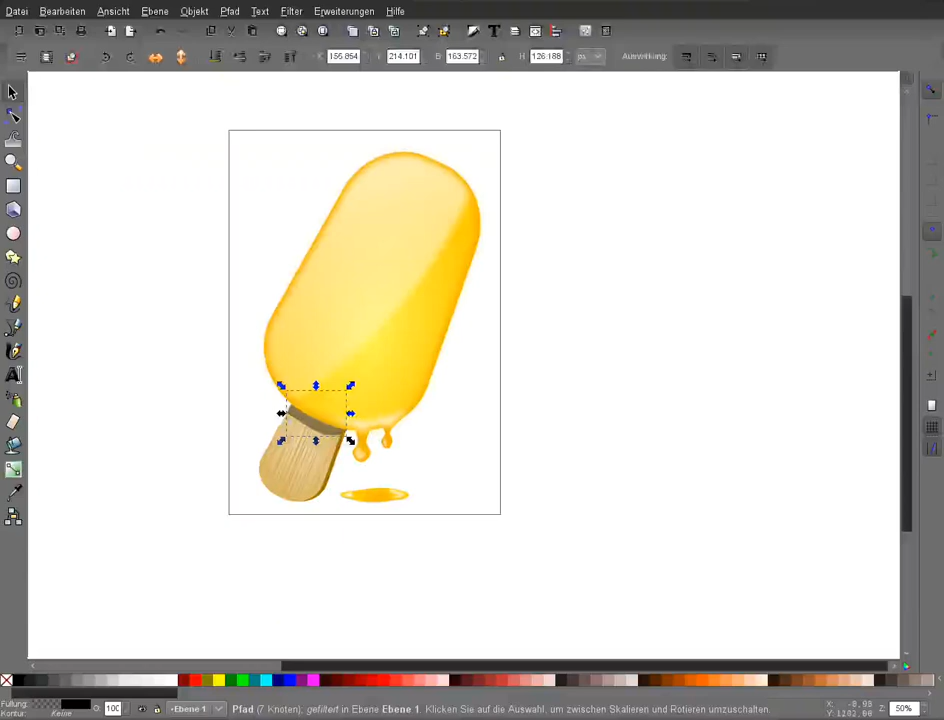 Datei Bearbeiten Ansicht Ebene Objekt Pfad Text Filter Erweiterungen Hilfe
X 156.854 Y 214.101 B 163.572 H 126.188 px Auswirkung:
Füllung: O: 100 Ebene 1 Pfad (7 Knoten); gefiltert in Ebene Ebene 1. Klicken Sie auf die Auswahl, um zwischen Skalieren und Rotieren umzuschalten. X: Z: 50%
Kontur: Keine Y: